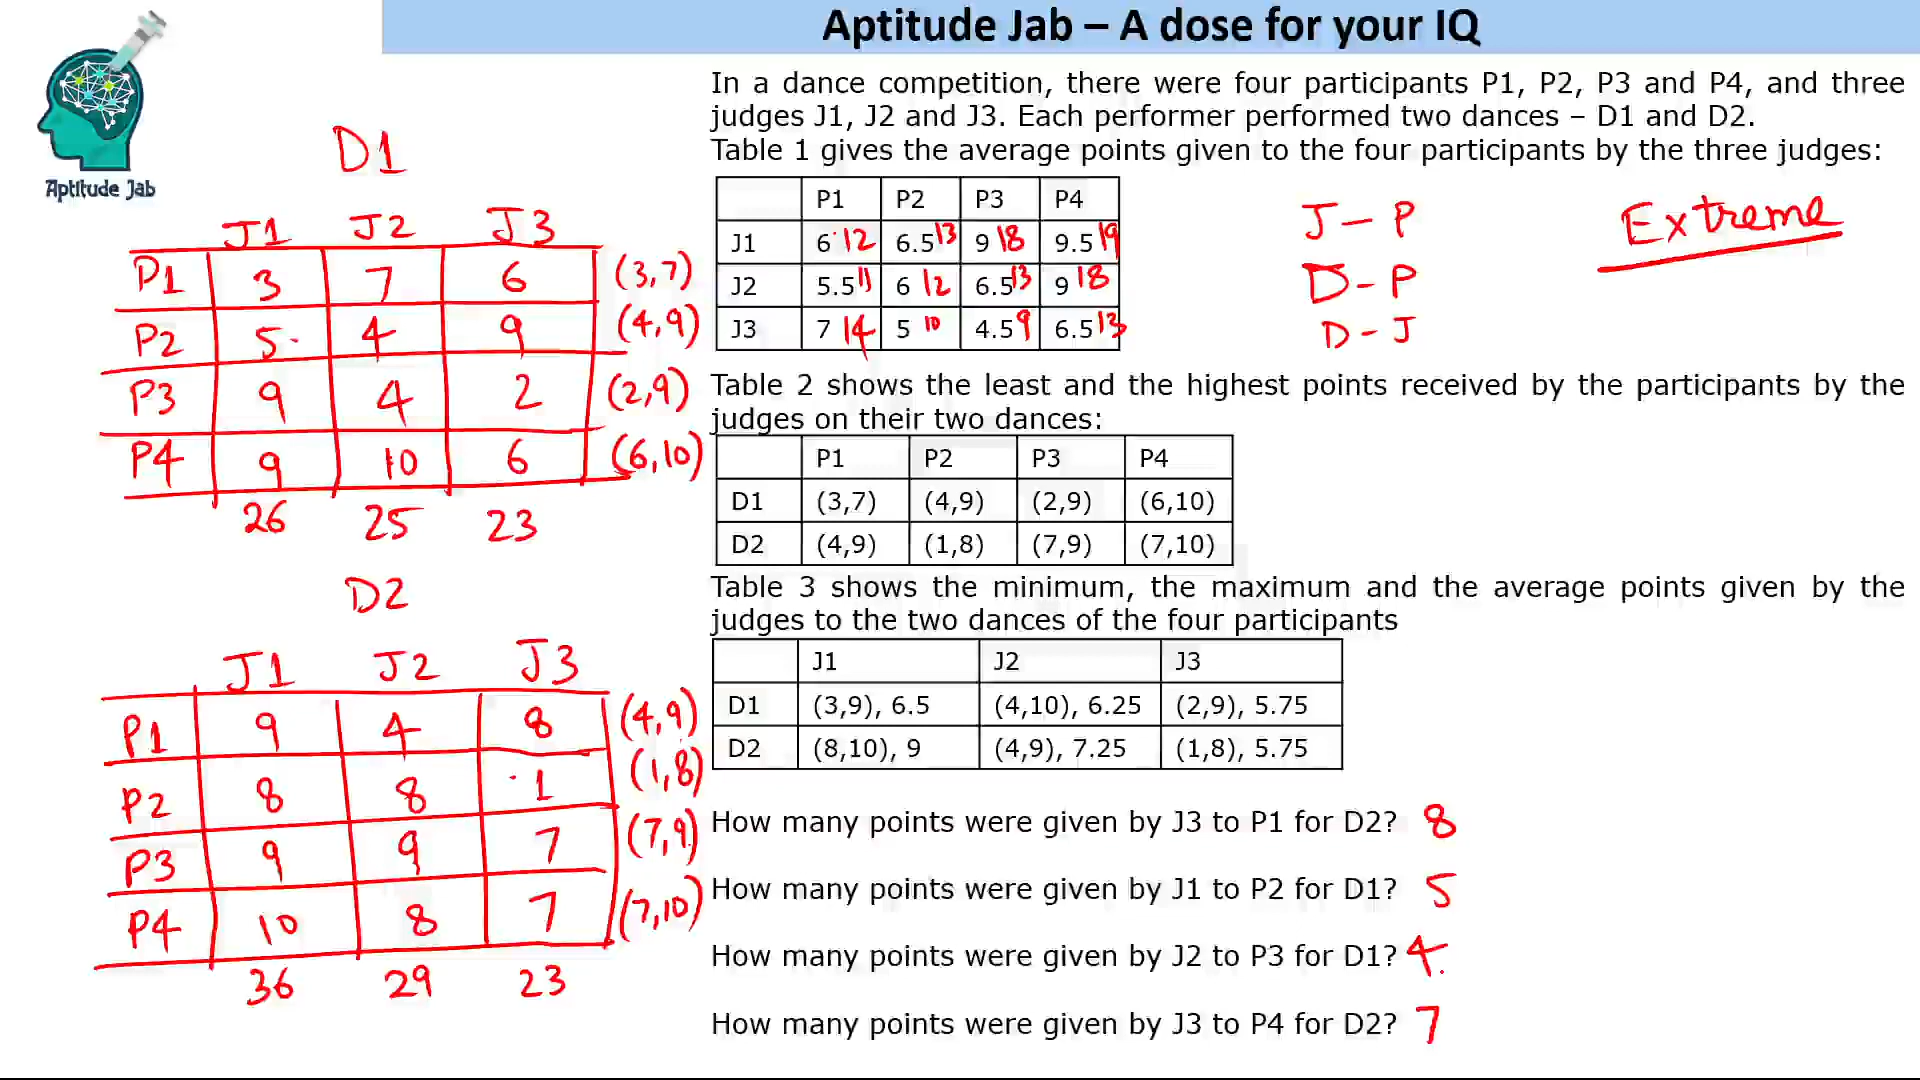 Aptitude Jab – A dose for your IQ
Aptitude Jab
In a dance competition, there were four participants P1, P2, P3 and P4, and three
judges J1, J2 and J3. Each performer performed two dances – D1 and D2.
Table 1 gives the average points given to the four participants by the three judges:
P1 P2 P3 P4
J1 6 12 6.5 13 9 18 9.5 19
J2 5.5 11 6 12 6.5 13 9 18
J3 7 14 5 10 4.5 9 6.5 13
J – P
D – P
D – J
Extreme
Table 2 shows the least and the highest points received by the participants by the
judges on their two dances:
P1 P2 P3 P4
D1 (3,7) (4,9) (2,9) (6,10)
D2 (4,9) (1,8) (7,9) (7,10)
Table 3 shows the minimum, the maximum and the average points given by the
judges to the two dances of the four participants
J1 J2 J3
D1 (3,9), 6.5 (4,10), 6.25 (2,9), 5.75
D2 (8,10), 9 (4,9), 7.25 (1,8), 5.75
How many points were given by J3 to P1 for D2? 8
How many points were given by J1 to P2 for D1? 5
How many points were given by J2 to P3 for D1? 4
How many points were given by J3 to P4 for D2? 7
D1
J1 J2 J3
P1 3 7 6 (3,7)
P2 5 4 9 (4,9)
P3 9 4 2 (2,9)
P4 9 10 6 (6,10)
26 25 23
D2
J1 J2 J3
P1 9 4 8 (4,9)
P2 8 8 1 (1,8)
P3 9 9 7 (7,9)
P4 10 8 7 (7,10)
36 29 23